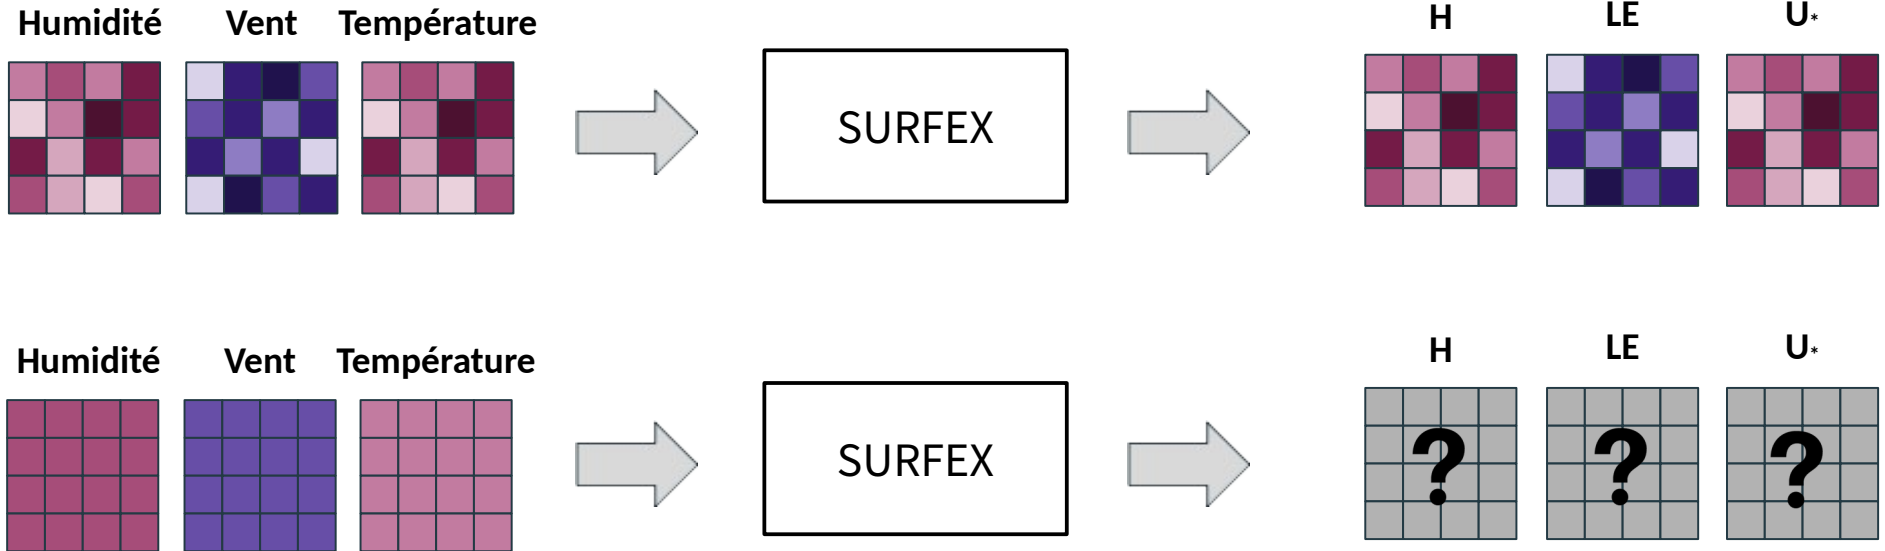 Humidité Vent Température
SURFEX
H LE U*
Humidité Vent Température
SURFEX
H LE U*
? ? ?